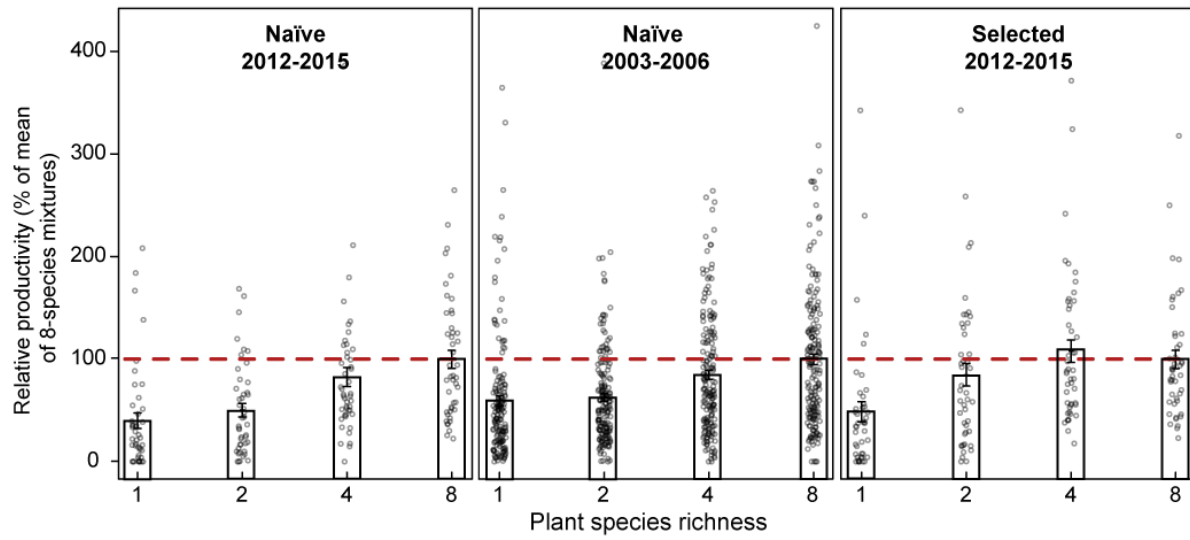 Naïve
2012-2015
Naïve
2003-2006
Selected
2012-2015
Relative productivity (% of mean
of 8-species mixtures)
400
300
200
100
0
1 2 4 8
1 2 4 8
1 2 4 8
Plant species richness